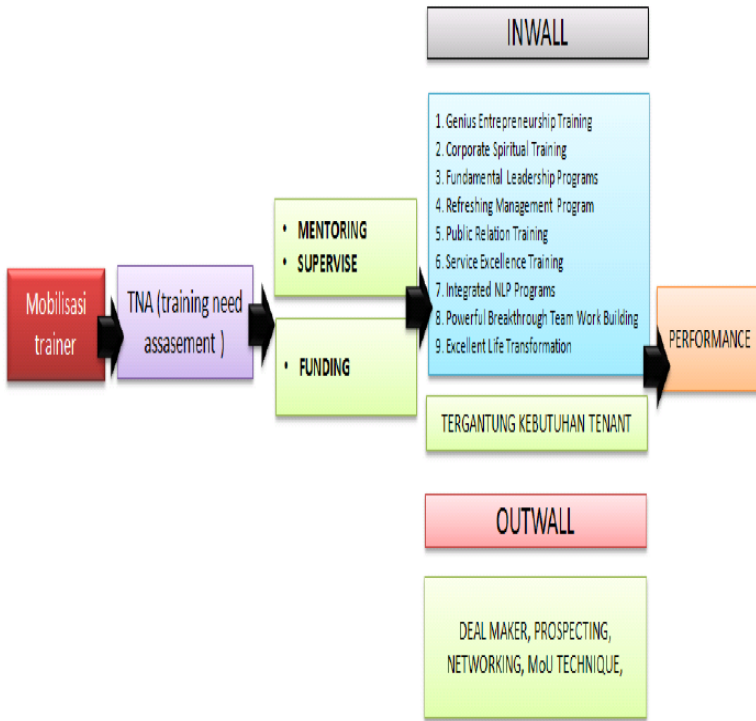 Mobilisasi
trainer
TNA (training need
assasement )
• MENTORING
• SUPERVISE
• FUNDING
INWALL
1. Genius Entrepreneurship Training
2. Corporate Spiritual Training
3. Fundamental Leadership Programs
4. Refreshing Management Program
5. Public Relation Training
6. Service Excellence Training
7. Integrated NLP Programs
8. Powerful Breakthrough Team Work Building
9. Excellent Life Transformation
TERGANTUNG KEBUTUHAN TENANT
OUTWALL
DEAL MAKER, PROSPECTING,
NETWORKING, MoU TECHNIQUE,
PERFORMANCE